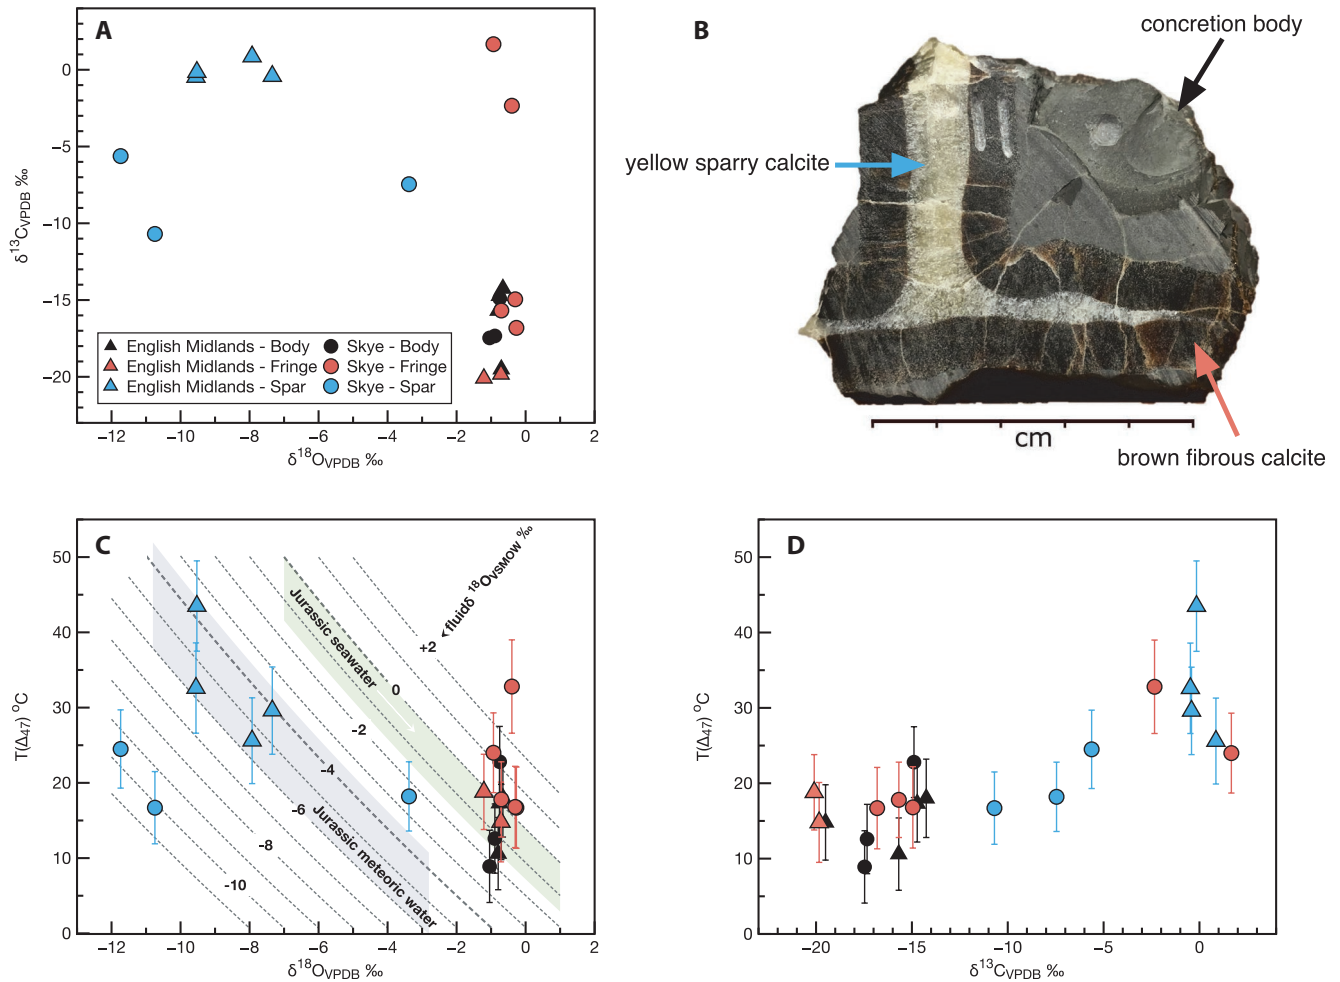 A
δ13CVPDB ‰
0
−5
−10
−15
−20
English Midlands - Body
Skye - Body
English Midlands - Fringe
Skye - Fringe
English Midlands - Spar
Skye - Spar
−12 −10 −8 −6 −4 −2 0 2
δ18OVPDB ‰
B
concretion body
yellow sparry calcite
cm
brown fibrous calcite
C
T(Δ47) oC
50
40
30
20
10
0
fluidδ 18OVSMOW ‰
+2
Jurassic seawater
0
-2
-4
-6
Jurassic meteoric water
-8
-10
−12 −10 −8 −6 −4 −2 0 2
δ18OVPDB ‰
D
T(Δ47) oC
50
40
30
20
10
0
−20 −15 −10 −5 0
δ13CVPDB ‰